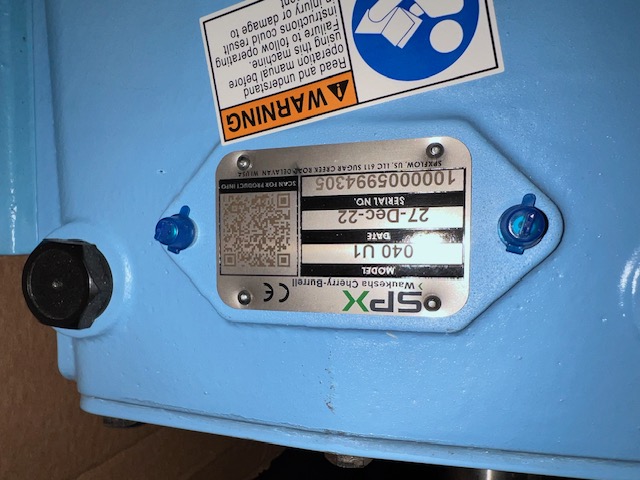 SPX
Waukesha Cherry-Burrell
CE
MODEL
040 U1
DATE
27-Dec-22
SERIAL NO.
1000005994305
SCAN FOR PRODUCT INFO
SPXFLOW, US, LLC 611 SUGAR CREEK ROAD DELAVAN WI USA
WARNING
Read and understand
operation manual before
using this machine.
Failure to follow operating
instructions could result
in injury or damage to